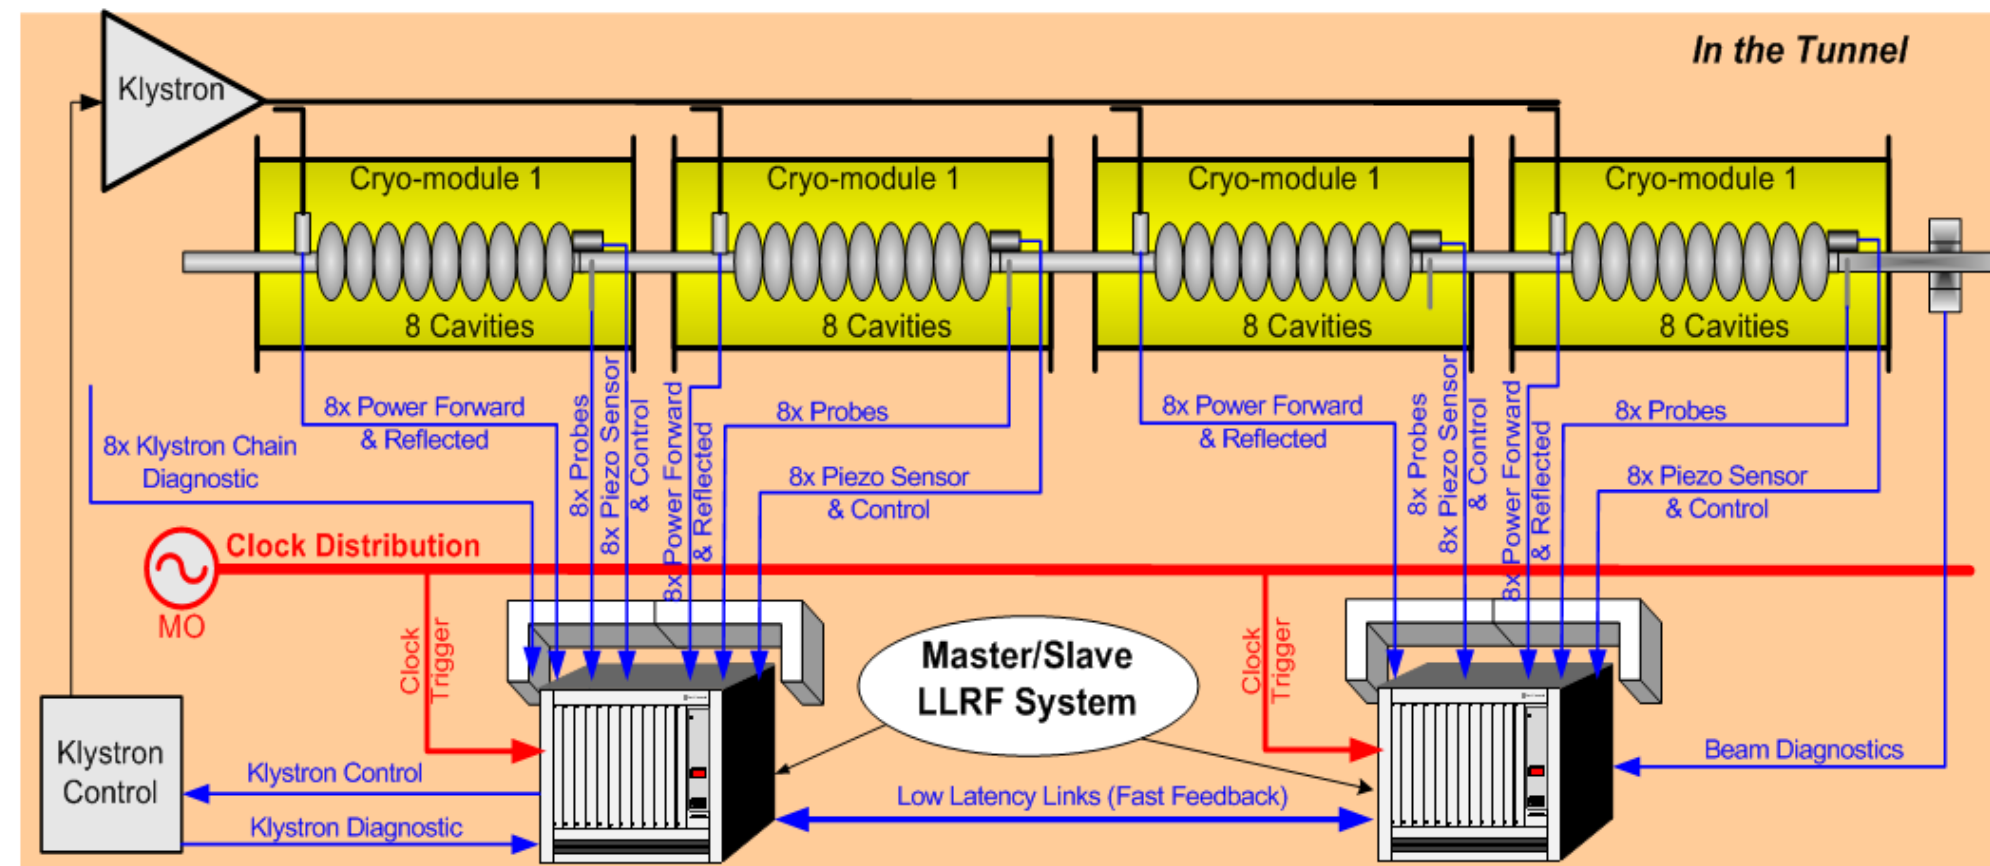 In the Tunnel
Klystron
Cryo-module 1
Cryo-module 1
Cryo-module 1
Cryo-module 1
8 Cavities
8 Cavities
8 Cavities
8 Cavities
8x Power Forward
& Reflected
8x Klystron Chain
Diagnostic
8x Probes
8x Piezo Sensor
& Control
8x Power Forward
& Reflected
8x Probes
8x Piezo Sensor
& Control
8x Power Forward
& Reflected
8x Probes
8x Piezo Sensor
& Control
8x Power Forward
& Reflected
8x Probes
8x Piezo Sensor
& Control
Clock Distribution
MO
Clock
Trigger
Master/Slave
LLRF System
Clock
Trigger
Klystron
Control
Klystron Control
Klystron Diagnostic
Low Latency Links (Fast Feedback)
Beam Diagnostics